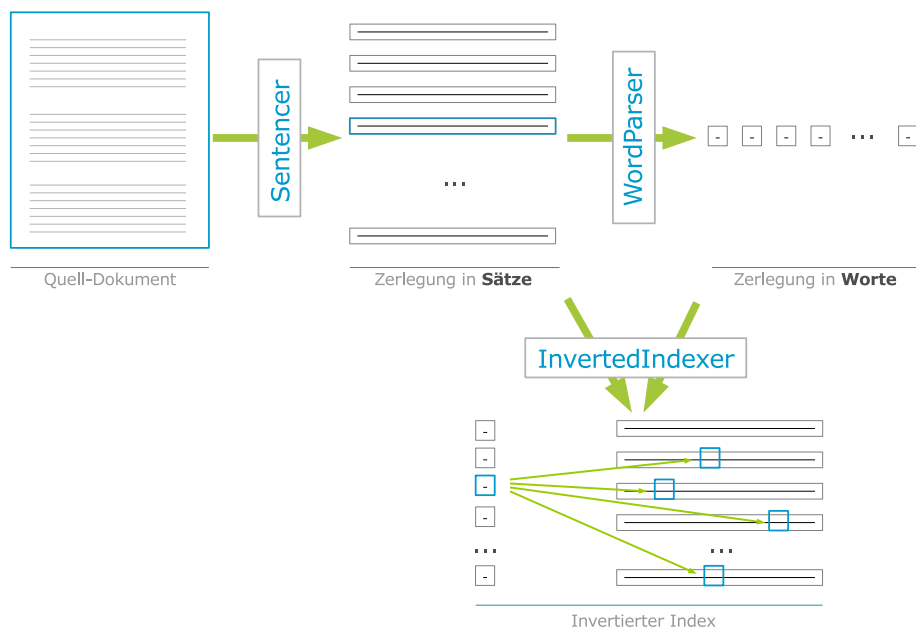 Sentencer
WordParser
- - - - ... -
...
Quell-Dokument
Zerlegung in Sätze
Zerlegung in Worte
InvertedIndexer
-
-
-
-
... ...
-
Invertierter Index